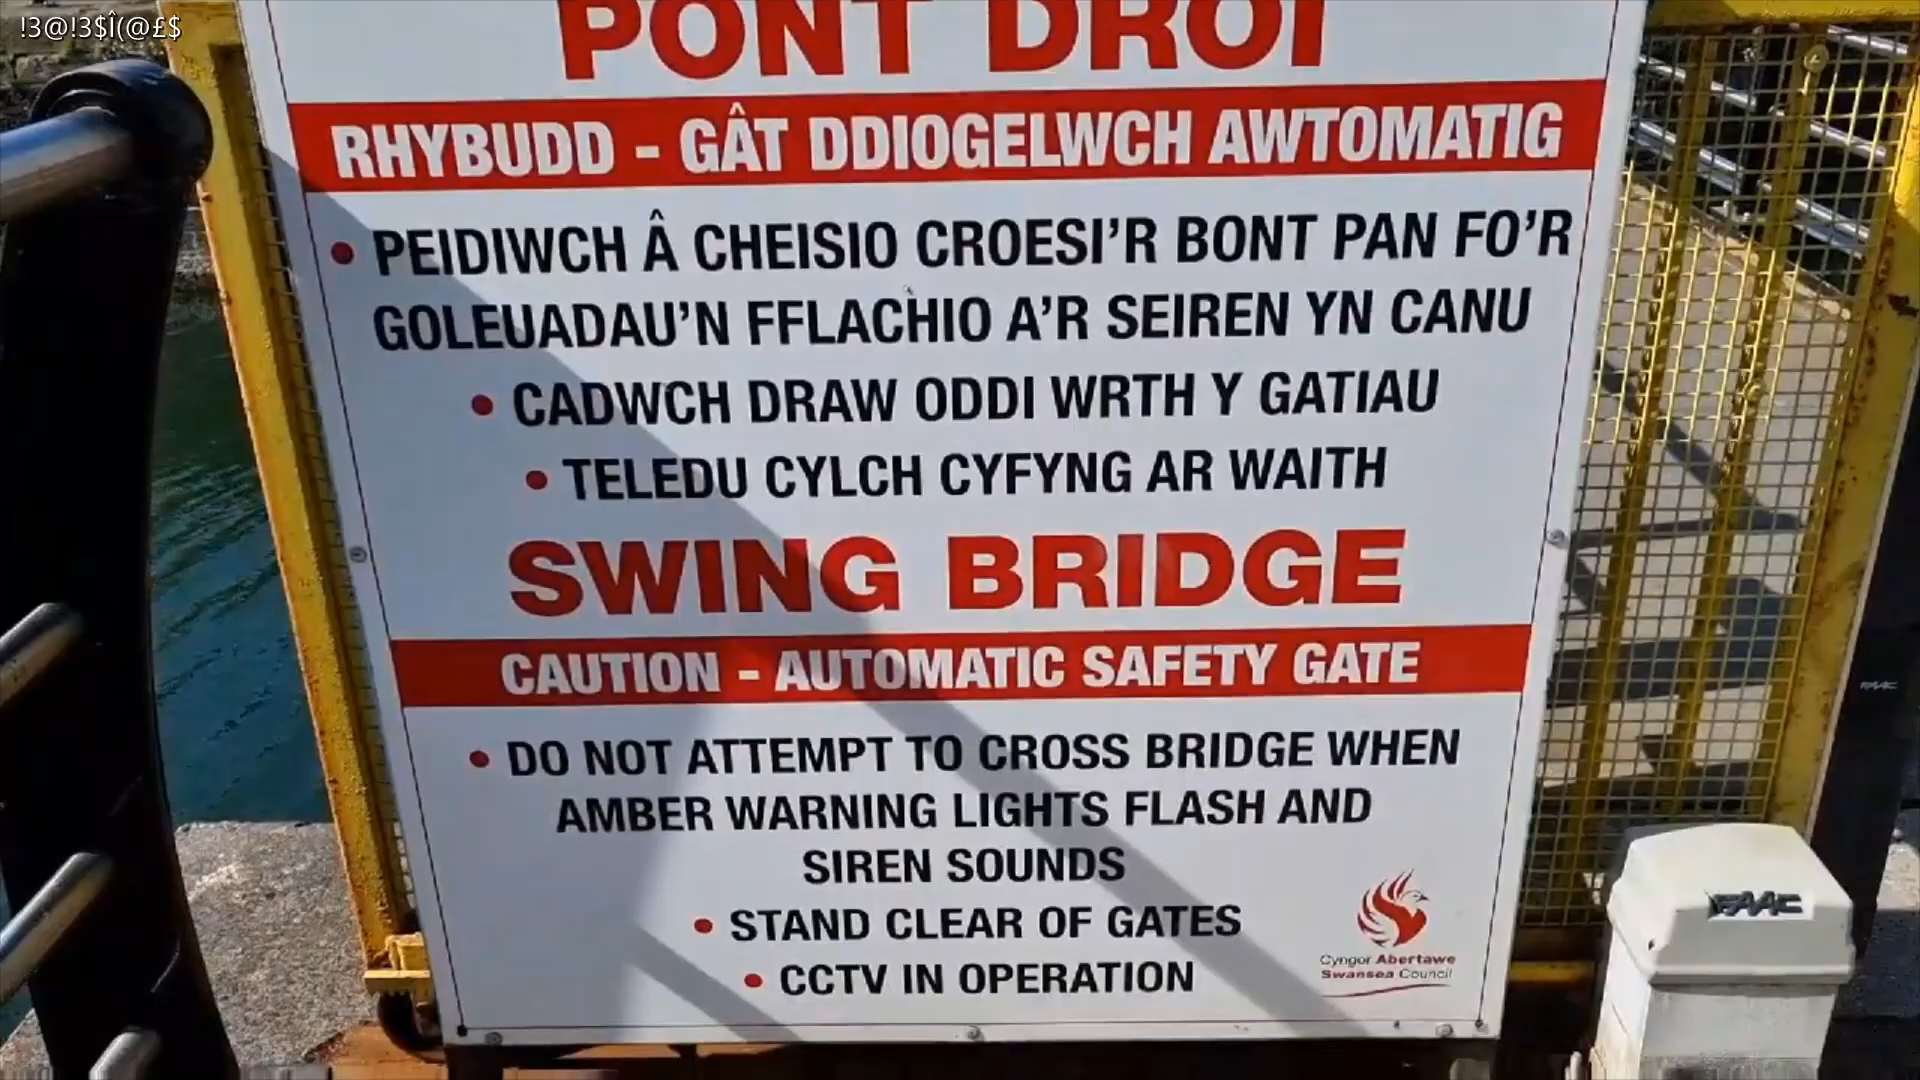 !3@!3$Î(@£$
PONT DROI
RHYBUDD - GÂT DDIOGELWCH AWTOMATIG
• PEIDIWCH Â CHEISIO CROESI'R BONT PAN FO'R
GOLEUADAU'N FFLACHIO A'R SEIREN YN CANU
• CADWCH DRAW ODDI WRTH Y GATIAU
• TELEDU CYLCH CYFYNG AR WAITH
SWING BRIDGE
CAUTION - AUTOMATIC SAFETY GATE
• DO NOT ATTEMPT TO CROSS BRIDGE WHEN
AMBER WARNING LIGHTS FLASH AND
SIREN SOUNDS
• STAND CLEAR OF GATES
• CCTV IN OPERATION
Cyngor Abertawe
Swansea Council
FAAC
FAAC